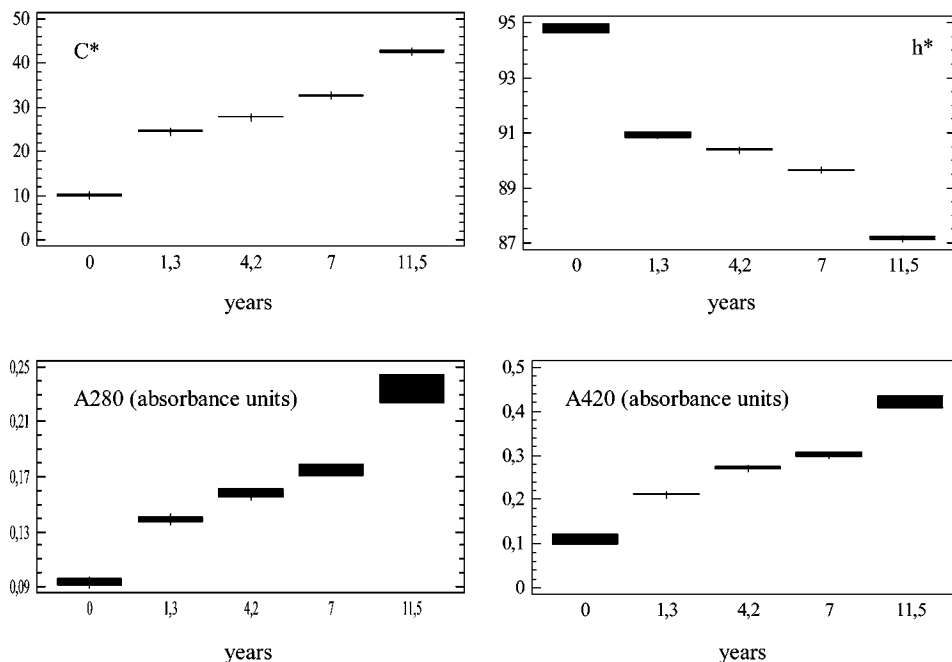 C*
50
40
30
20
10
0
0 1,3 4,2 7 11,5
years
h*
95
93
91
89
87
0 1,3 4,2 7 11,5
years
A280 (absorbance units)
0,25
0,21
0,17
0,13
0,09
0 1,3 4,2 7 11,5
years
A420 (absorbance units)
0,5
0,4
0,3
0,2
0,1
0
0 1,3 4,2 7 11,5
years